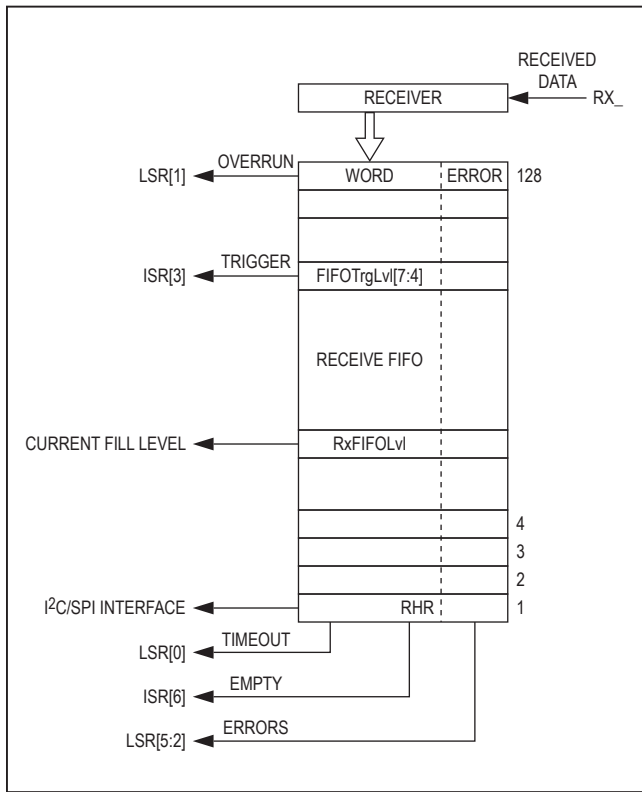 RECEIVED
DATA
RECEIVER
RX_
OVERRUN
LSR[1]
WORD
ERROR
128
TRIGGER
ISR[3]
FIFOTrgLvl[7:4]
RECEIVE FIFO
CURRENT FILL LEVEL
RxFIFOLvl
4
3
2
I2C/SPI INTERFACE
RHR
1
TIMEOUT
LSR[0]
EMPTY
ISR[6]
ERRORS
LSR[5:2]